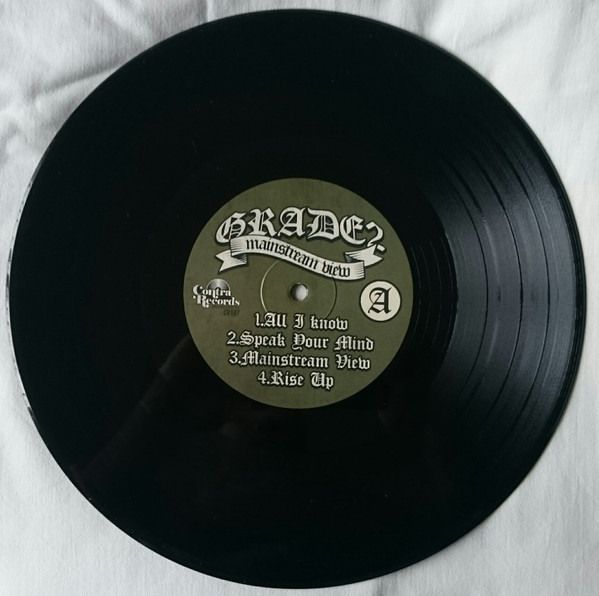 GRADE 2
mainstream view
Contra
Records
A
1.All I know
2.Speak Your Mind
3.Mainstream View
4.Rise Up